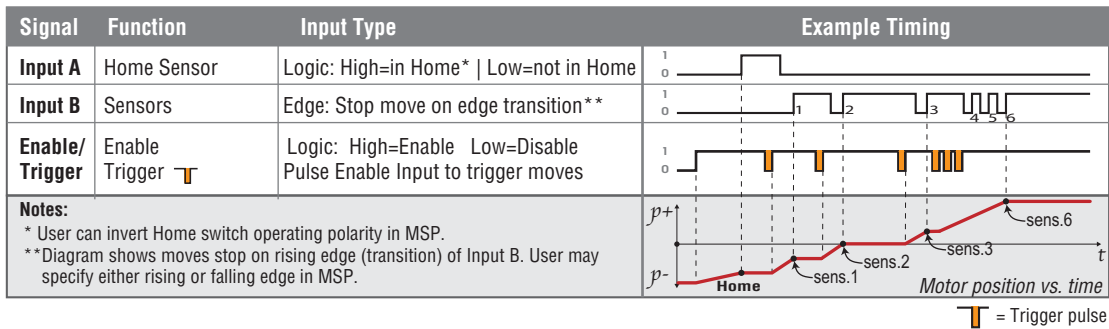 Signal Function Input Type Example Timing
Input A Home Sensor Logic: High=in Home* | Low=not in Home
1
0
Input B Sensors Edge: Stop move on edge transition**
1
0
1 2 3 4 5 6
Enable/ Enable Logic: High=Enable Low=Disable
Trigger Trigger Pulse Enable Input to trigger moves
1
0
Notes:
* User can invert Home switch operating polarity in MSP.
**Diagram shows moves stop on rising edge (transition) of Input B. User may
specify either rising or falling edge in MSP.
p+
p-
Home
sens.1
sens.2
sens.3
sens.6
t
Motor position vs. time
= Trigger pulse